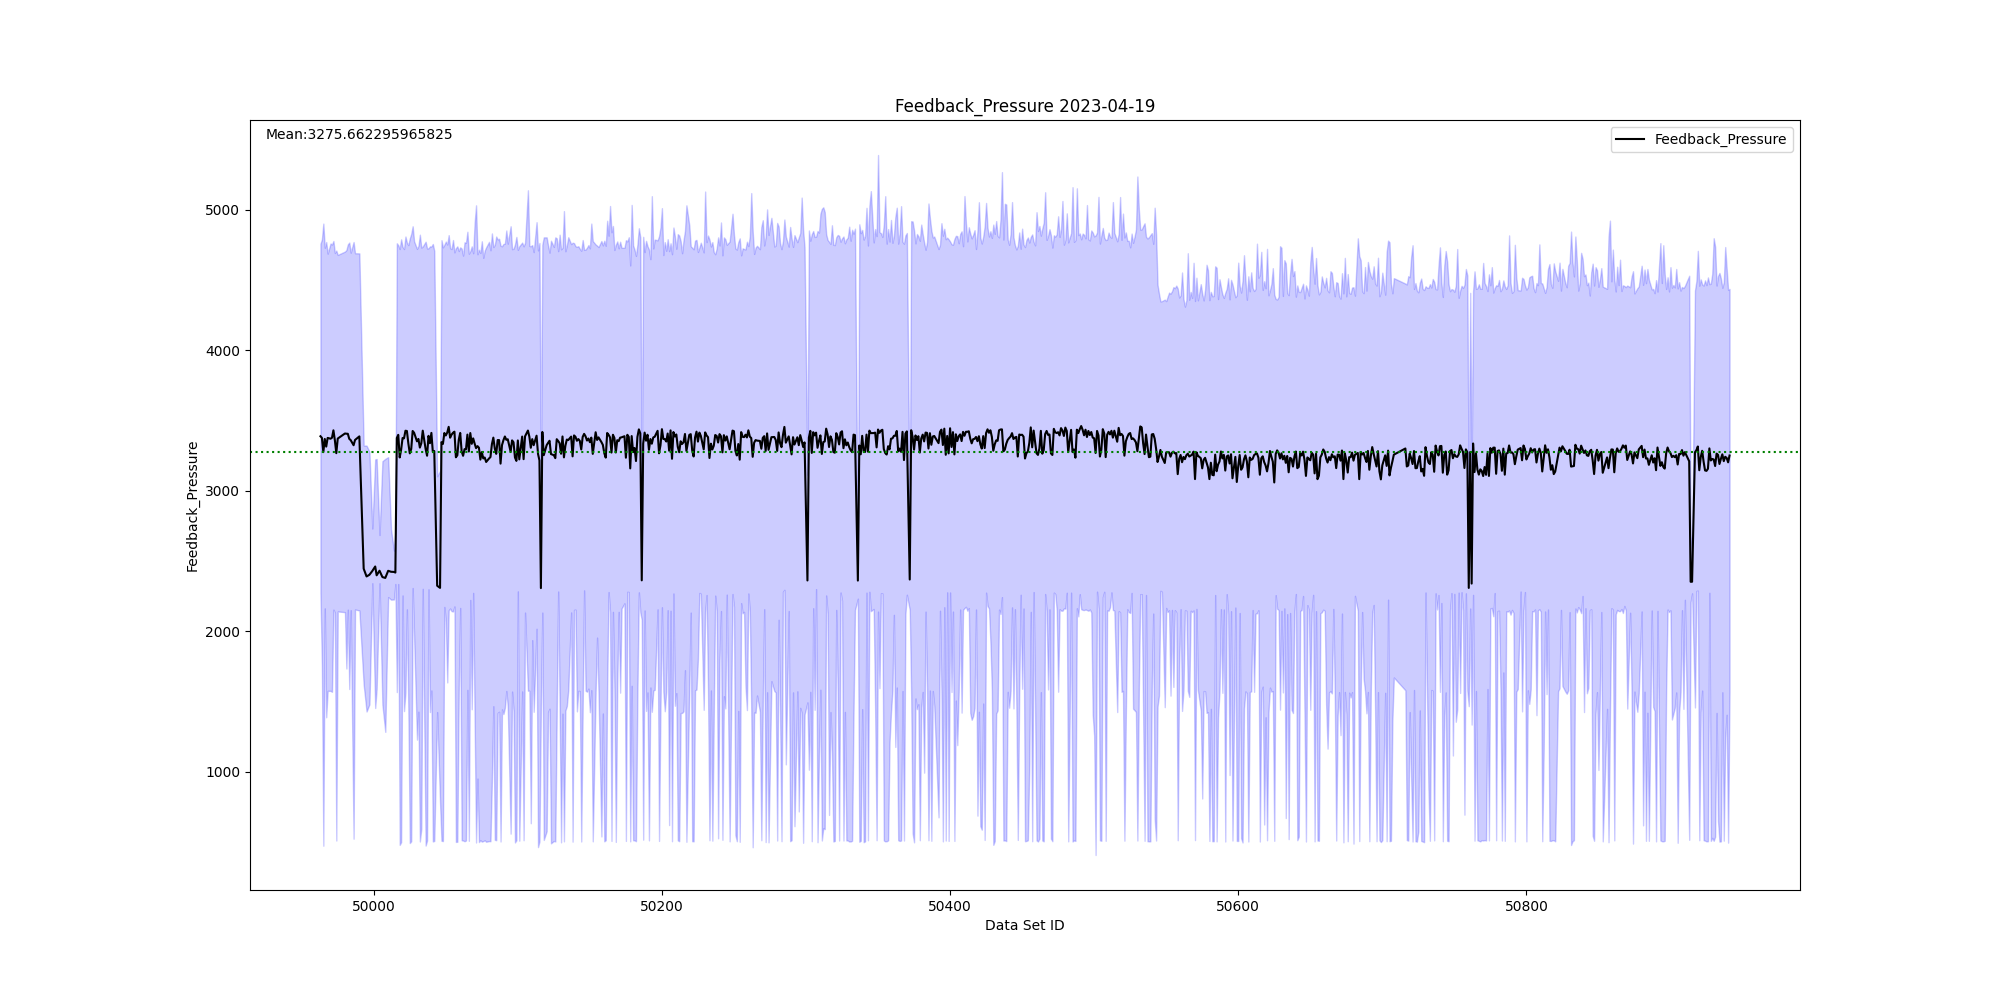 Feedback_Pressure 2023-04-19
Mean:3275.662295965825
Feedback_Pressure
5000
4000
3000
2000
1000
Feedback_Pressure
50000
50200
50400
50600
50800
Data Set ID